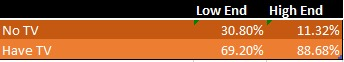 Low End High End
No TV 30.80% 11.32%
Have TV 69.20% 88.68%